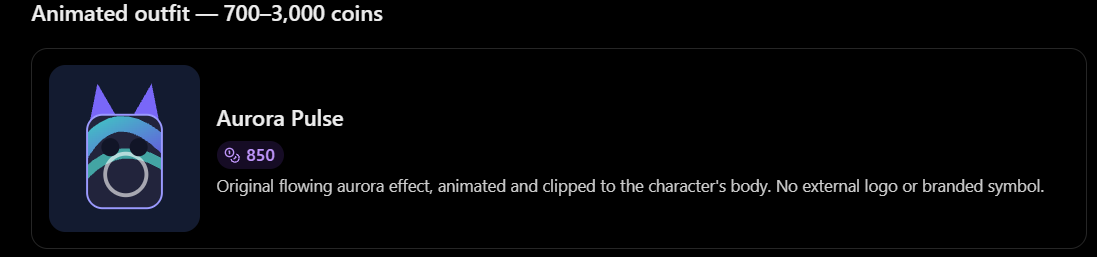 Animated outfit — 700–3,000 coins
Aurora Pulse
850
Original flowing aurora effect, animated and clipped to the character's body. No external logo or branded symbol.